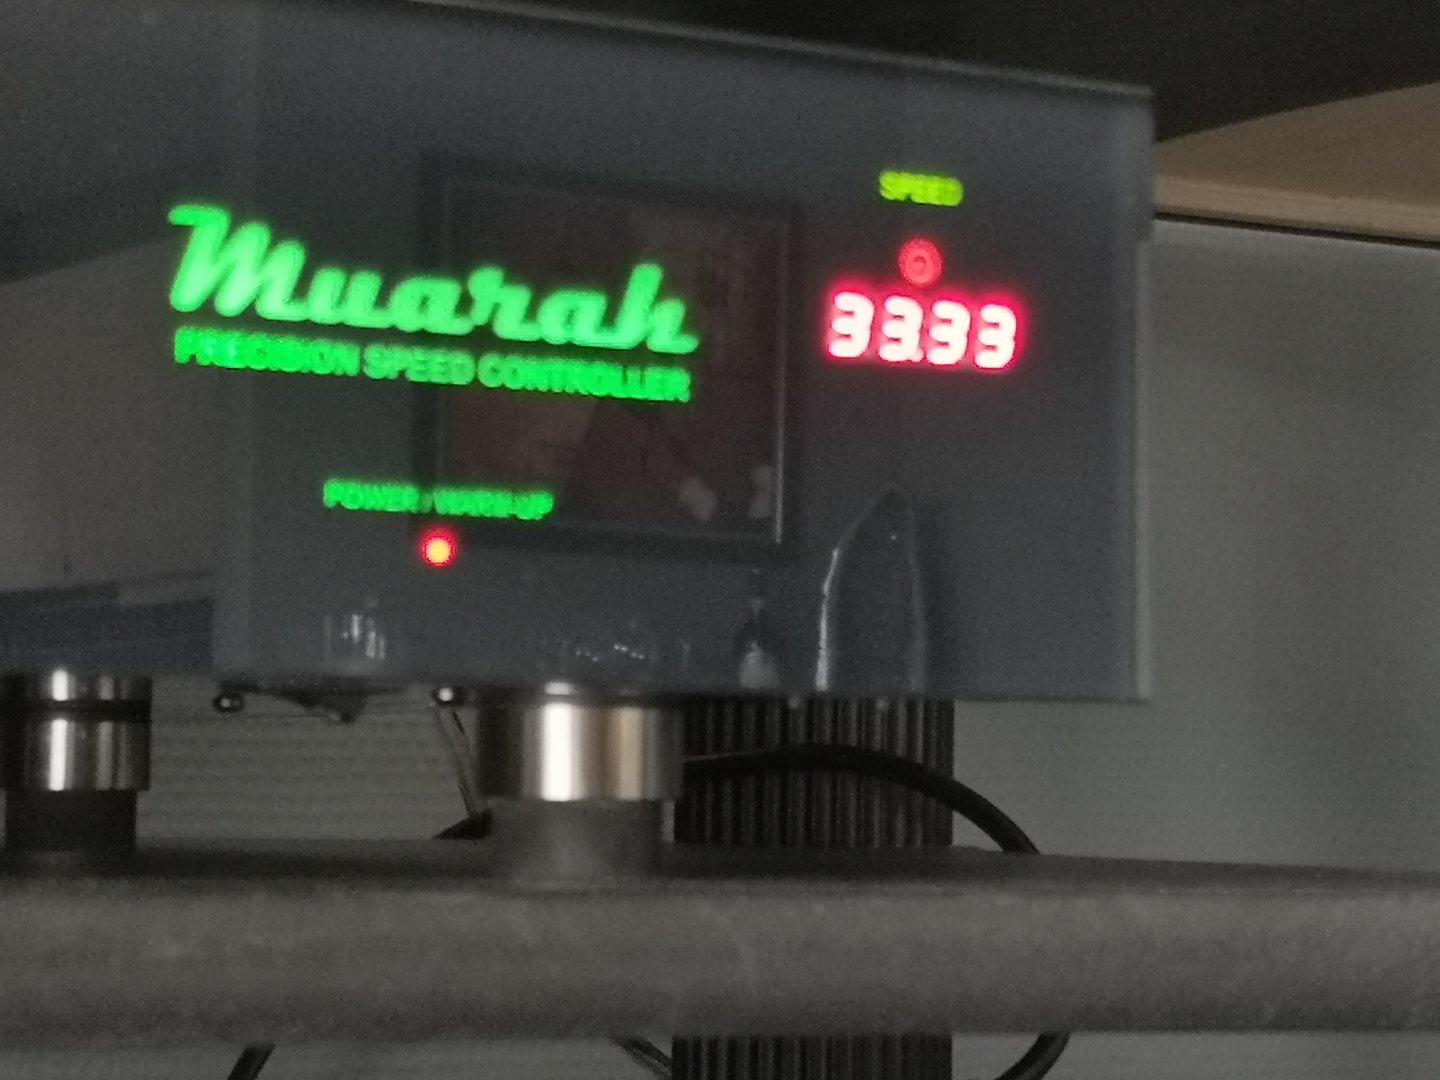 SPEED
33.33
Muarah
PRECISION SPEED CONTROLLER
POWER/WARM-UP